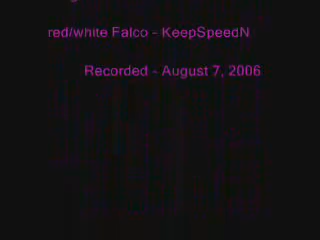 red/white Falco - KeepSpeedN
Recorded - August 7, 2006